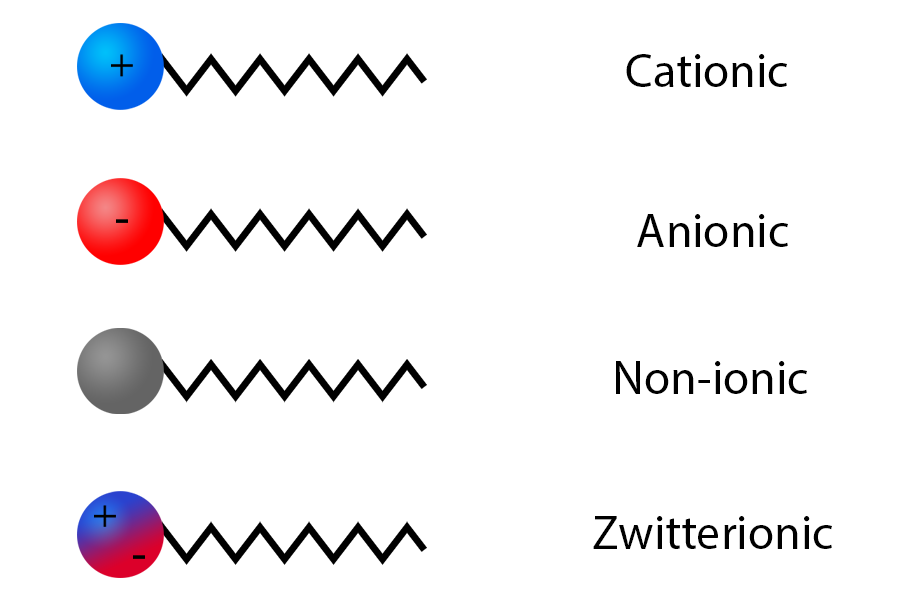 + Cationic
- Anionic
Non-ionic
+ - Zwitterionic